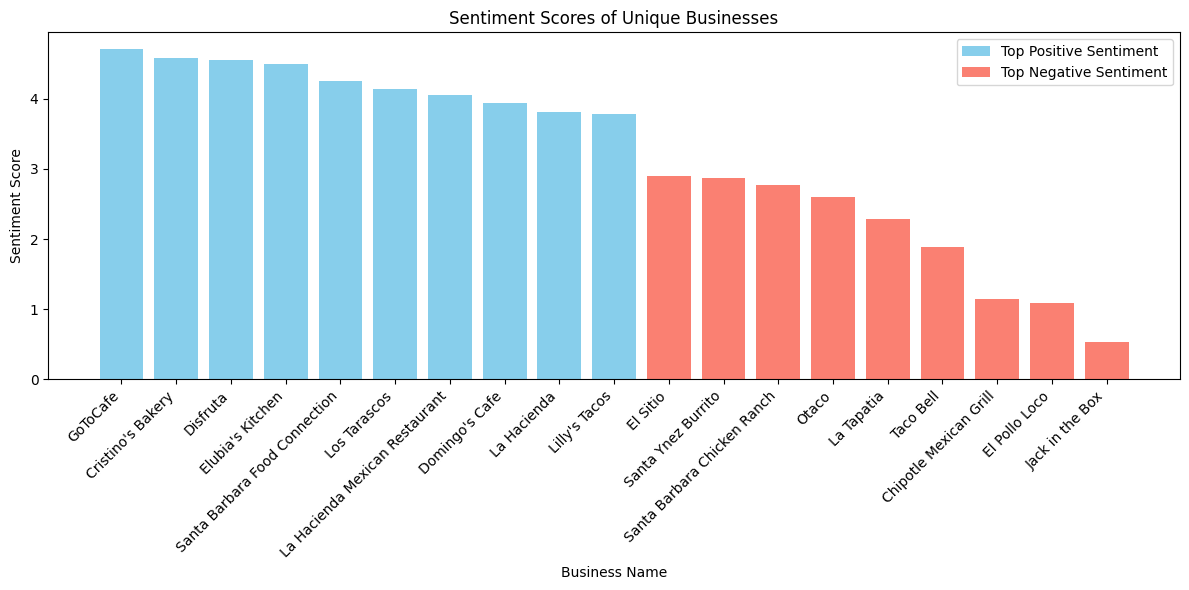 Sentiment Scores of Unique Businesses
Top Positive Sentiment
Top Negative Sentiment
Sentiment Score
4
3
2
1
0
GoToCafe
Cristino's Bakery
Disfruta
Elubia's Kitchen
Santa Barbara Food Connection
Los Tarascos
La Hacienda Mexican Restaurant
Domingo's Cafe
La Hacienda
Lilly's Tacos
El Sitio
Santa Ynez Burrito
Santa Barbara Chicken Ranch
Otaco
La Tapatia
Taco Bell
Chipotle Mexican Grill
El Pollo Loco
Jack in the Box
Business Name